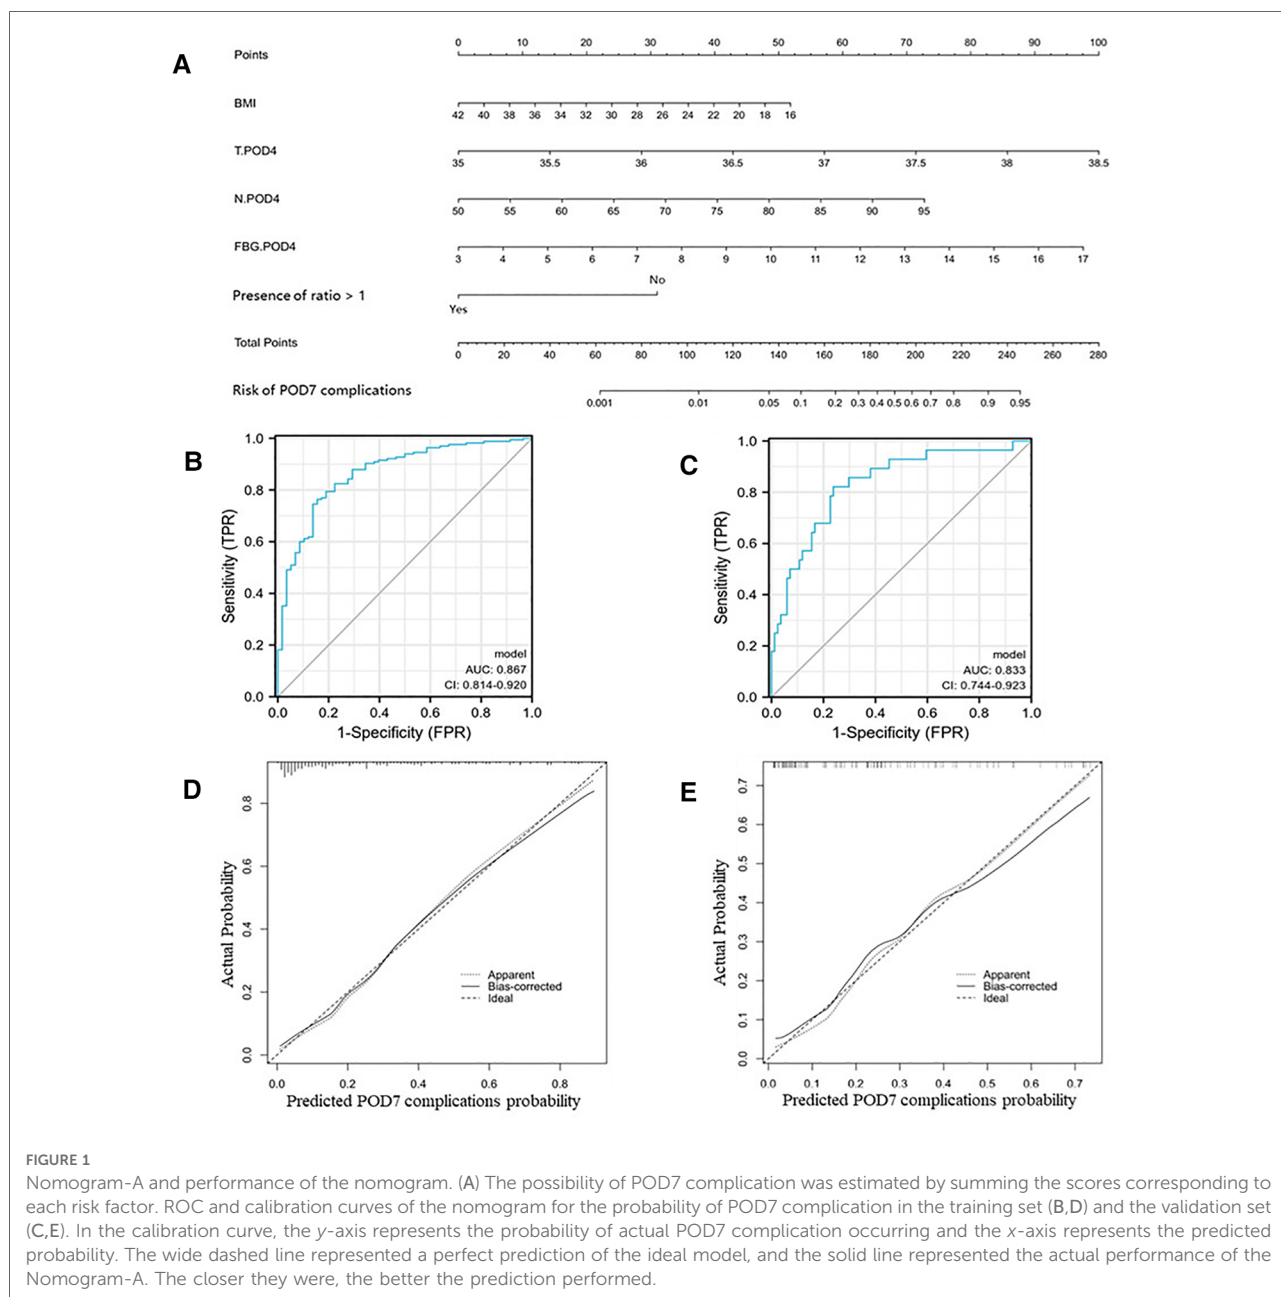 A
Points
0 10 20 30 40 50 60 70 80 90 100
BMI
42 40 38 36 34 32 30 28 26 24 22 20 18 16
T.POD4
35 35.5 36 36.5 37 37.5 38 38.5
N.POD4
50 55 60 65 70 75 80 85 90 95
FBG.POD4
3 4 5 6 7 8 9 10 11 12 13 14 15 16 17
No
Presence of ratio > 1
Yes
Total Points
0 20 40 60 80 100 120 140 160 180 200 220 240 260 280
Risk of POD7 complications
0.001 0.01 0.05 0.1 0.2 0.3 0.4 0.5 0.6 0.7 0.8 0.9 0.95
B
Sensitivity (TPR)
1.0
0.8
0.6
0.4
0.2
0.0
model
AUC: 0.867
CI: 0.814-0.920
0.0 0.2 0.4 0.6 0.8 1.0
1-Specificity (FPR)
C
Sensitivity (TPR)
1.0
0.8
0.6
0.4
0.2
0.0
model
AUC: 0.833
CI: 0.744-0.923
0.0 0.2 0.4 0.6 0.8 1.0
1-Specificity (FPR)
D
Actual Probability
0.8
0.6
0.4
0.2
0.0
Apparent
Bias-corrected
Ideal
0.0 0.2 0.4 0.6 0.8
Predicted POD7 complications probability
E
Actual Probability
0.7
0.6
0.5
0.4
0.3
0.2
0.1
0.0
Apparent
Bias-corrected
Ideal
0.0 0.1 0.2 0.3 0.4 0.5 0.6 0.7
Predicted POD7 complications probability
FIGURE 1
Nomogram-A and performance of the nomogram. (A) The possibility of POD7 complication was estimated by summing the scores corresponding to
each risk factor. ROC and calibration curves of the nomogram for the probability of POD7 complication in the training set (B,D) and the validation set
(C,E). In the calibration curve, the y-axis represents the probability of actual POD7 complication occurring and the x-axis represents the predicted
probability. The wide dashed line represented a perfect prediction of the ideal model, and the solid line represented the actual performance of the
Nomogram-A. The closer they were, the better the prediction performed.